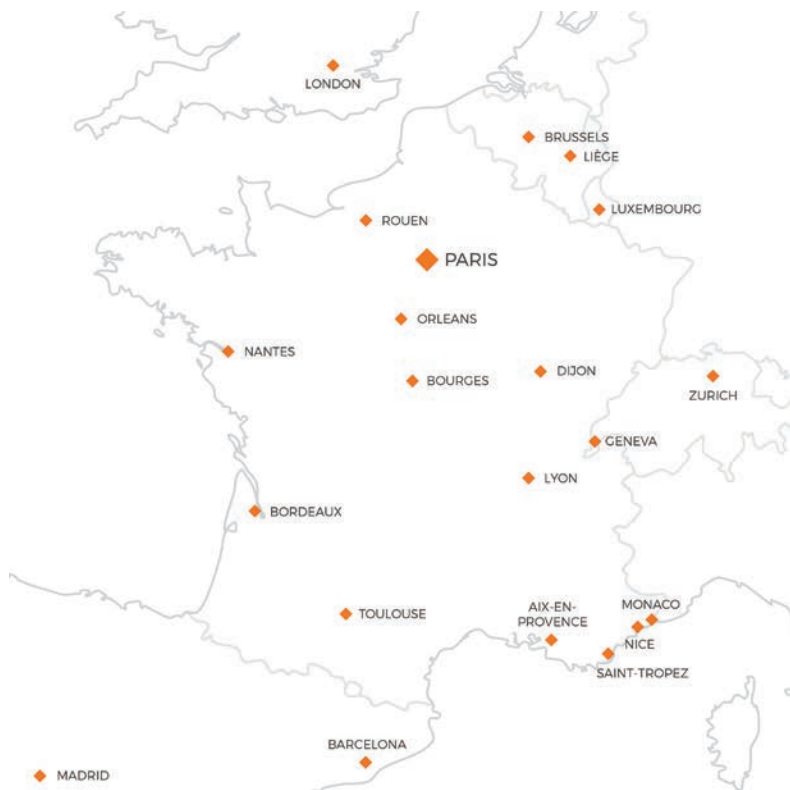 LONDON
BRUSSELS
LIÈGE
LUXEMBOURG
ROUEN
PARIS
ORLEANS
NANTES
DIJON
BOURGES
ZURICH
GENEVA
LYON
BORDEAUX
TOULOUSE
AIX-EN-
PROVENCE
MONACO
NICE
SAINT-TROPEZ
BARCELONA
MADRID